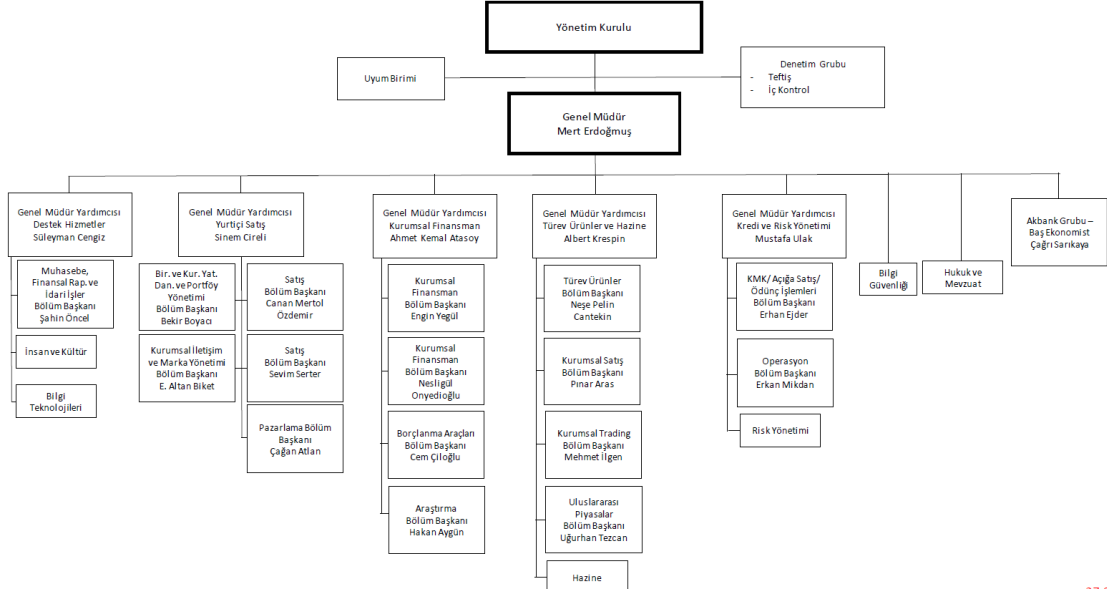 Yönetim Kurulu
Uyum Birimi
Denetim Grubu
- Teftiş
- İç Kontrol
Genel Müdür
Mert Erdoğmuş
Genel Müdür Yardımcısı
Destek Hizmetler
Süleyman Cengiz
Genel Müdür Yardımcısı
Yurtiçi Satış
Sinem Cireli
Genel Müdür Yardımcısı
Kurumsal Finansman
Ahmet Kemal Atasoy
Genel Müdür Yardımcısı
Türev Ürünler ve Hazine
Albert Krespin
Genel Müdür Yardımcısı
Kredi ve Risk Yönetimi
Mustafa Ulak
Bilgi
Güvenliği
Hukuk ve
Mevzuat
Akbank Grubu –
Baş Ekonomist
Çağrı Sarıkaya
Muhasebe,
Finansal Rap. ve
İdari İşler
Bölüm Başkanı
Şahin Öncel
İnsan ve Kültür
Bilgi
Teknolojileri
Bir. ve Kur. Yat.
Dan. ve Portföy
Yönetimi
Bölüm Başkanı
Bekir Boyacı
Kurumsal İletişim
ve Marka Yönetimi
Bölüm Başkanı
E. Altan Biket
Satış
Bölüm Başkanı
Canan Mertol
Özdemir
Satış
Bölüm Başkanı
Sevim Serter
Pazarlama Bölüm
Başkanı
Çağan Atlan
Kurumsal
Finansman
Bölüm Başkanı
Engin Yegül
Kurumsal
Finansman
Bölüm Başkanı
Nesligül
Onyedioğlu
Borçlanma Araçları
Bölüm Başkanı
Cem Çiloğlu
Araştırma
Bölüm Başkanı
Hakan Aygün
Türev Ürünler
Bölüm Başkanı
Neşe Pelin
Cantekin
Kurumsal Satış
Bölüm Başkanı
Pınar Aras
Kurumsal Trading
Bölüm Başkanı
Mehmet İlgen
Uluslararası
Piyasalar
Bölüm Başkanı
Uğurhan Tezcan
Hazine
KMK/ Açığa Satış/
Ödünç İşlemleri
Bölüm Başkanı
Erhan Ejder
Operasyon
Bölüm Başkanı
Erkan Mikdan
Risk Yönetimi